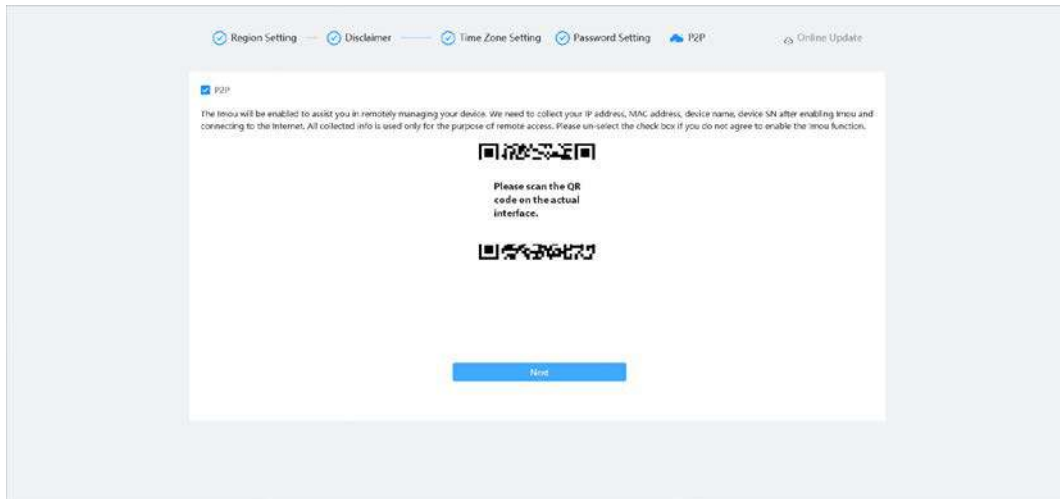 Region Setting
Disclaimer
Time Zone Setting
Password Setting
P2P
Online Update
P2P
The Imou will be enabled to assist you in remotely managing your device. We need to collect your IP address, MAC address, device name, device SN after enabling Imou and
connecting to the Internet. All collected info is used only for the purpose of remote access. Please un-select the check box if you do not agree to enable the Imou function.
Please scan the QR
code on the actual
interface.
Next